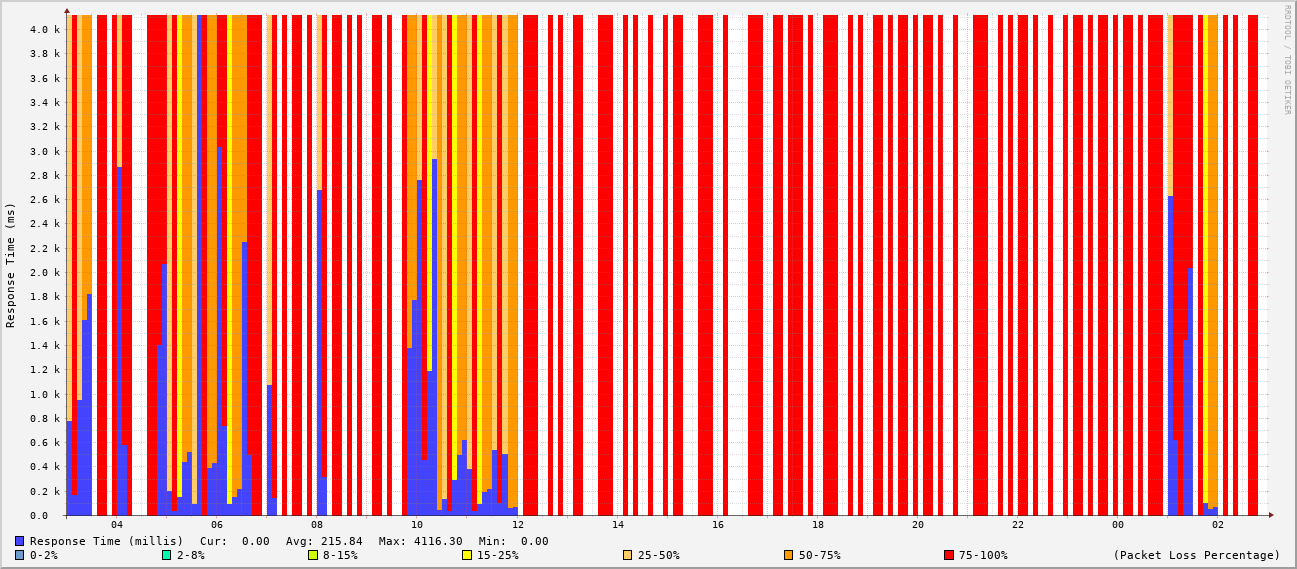 RRDTOOL / TOBI OETIKER
Response Time (ms)
4.0 k
3.8 k
3.6 k
3.4 k
3.2 k
3.0 k
2.8 k
2.6 k
2.4 k
2.2 k
2.0 k
1.8 k
1.6 k
1.4 k
1.2 k
1.0 k
0.8 k
0.6 k
0.4 k
0.2 k
0.0
04 06 08 10 12 14 16 18 20 22 00 02
Response Time (millis) Cur: 0.00 Avg: 215.84 Max: 4116.30 Min: 0.00
0-2% 2-8% 8-15% 15-25% 25-50% 50-75% 75-100% (Packet Loss Percentage)